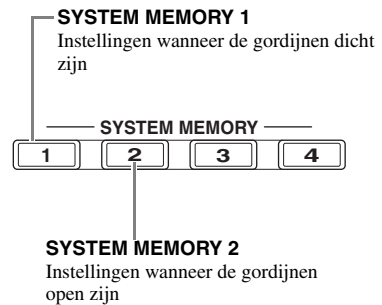 SYSTEM MEMORY 1
Instellingen wanneer de gordijnen dicht
zijn
SYSTEM MEMORY
1 2 3 4
SYSTEM MEMORY 2
Instellingen wanneer de gordijnen
open zijn